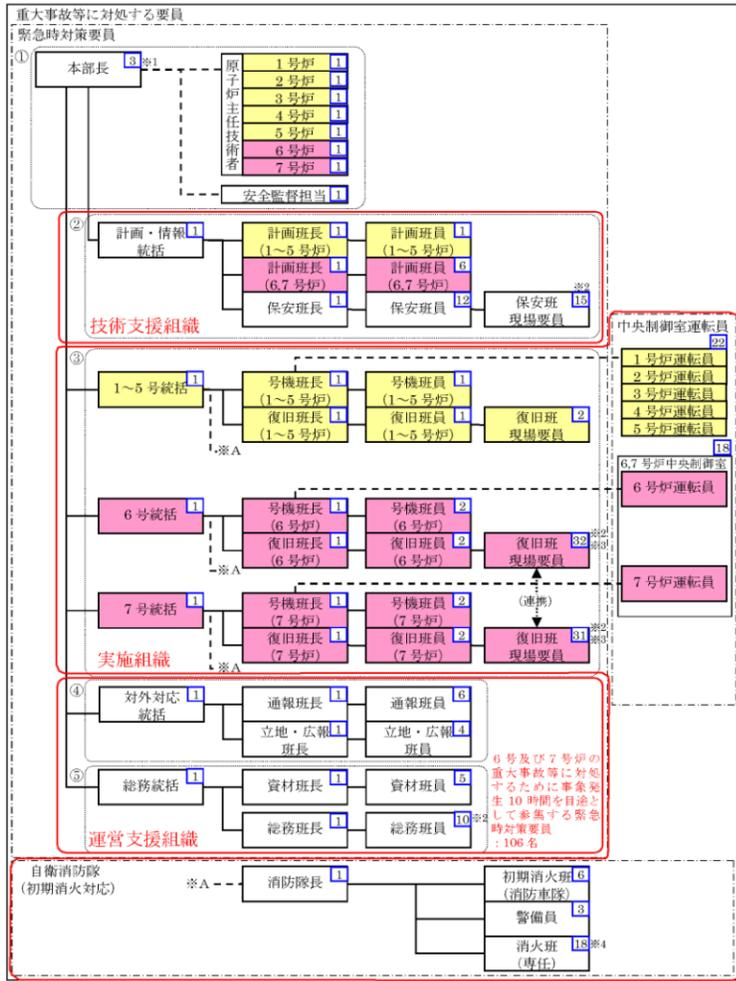 重大事故等に対処する要員
緊急時対策要員
①
本部長 3 ※1
原子炉主任技術者
1号炉 1
2号炉 1
3号炉 1
4号炉 1
5号炉 1
6号炉 1
7号炉 1
安全監督担当 1
②
計画・情報 1
統括
計画班長 1
(1～5号炉)
計画班員 1
(1～5号炉)
計画班長 1
(6,7号炉)
計画班員 6
(6,7号炉)
保安班長 1
保安班員 12
※2
保安班 15
現場要員
技術支援組織
中央制御室運転員
22
1号炉運転員
2号炉運転員
3号炉運転員
4号炉運転員
5号炉運転員
18
6,7号炉中央制御室
6号炉運転員
7号炉運転員
③
1～5号統括 1
※A
号機班長 1
(1～5号炉)
号機班員 1
(1～5号炉)
復旧班長 1
(1～5号炉)
復旧班員 1
(1～5号炉)
復旧班 2
現場要員
6号統括 1
※A
号機班長 1
(6号炉)
号機班員 2
(6号炉)
復旧班長 1
(6号炉)
復旧班員 2
(6号炉)
復旧班 32
現場要員
※2
※3
(連携)
7号統括 1
※A
号機班長 1
(7号炉)
号機班員 2
(7号炉)
復旧班長 1
(7号炉)
復旧班員 2
(7号炉)
復旧班 31
現場要員
※2
※3
実施組織
④
対外対応 1
統括
通報班長 1
通報班員 6
立地・広報 1
班長
立地・広報 4
班員
⑤
総務統括 1
資材班長 1
資材班員 5
総務班長 1
総務班員 10 ※2
運営支援組織
6号及び7号炉の
重大事故等に対処
するために事象発
生10時間を目途と
して参集する緊急
時対策要員
：106名
自衛消防隊
(初期消火対応)
※A
消防隊長 1
初期消火班 6
(消防車隊)
警備員 3
消火班 18 ※4
(専任)